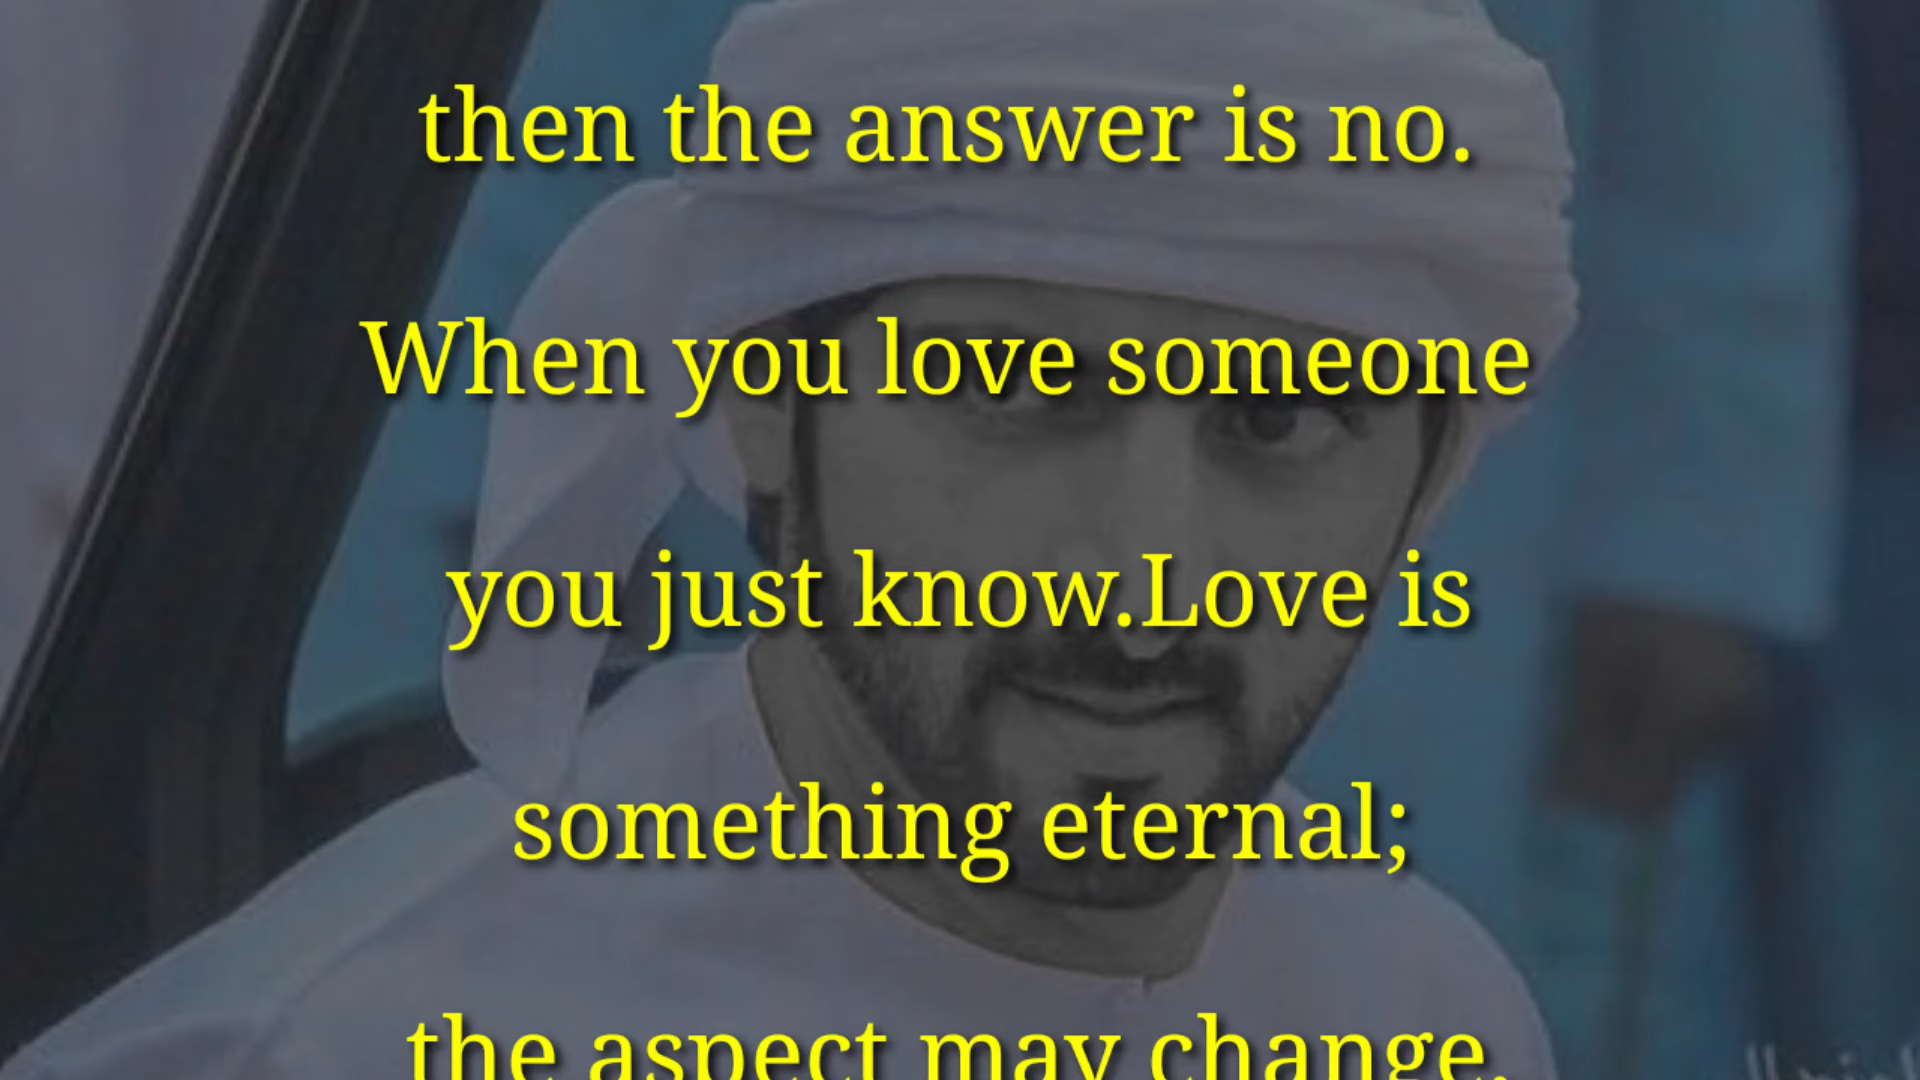 then the answer is no.
When you love someone
you just know.Love is
something eternal;
the aspect may change,